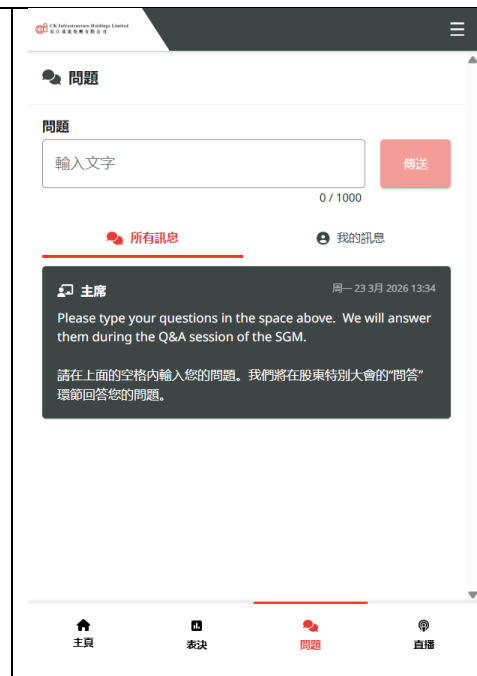 CK Infrastructure Holdings Limited
長江基建集團有限公司
問題
問題
輸入文字
傳送
0 / 1000
所有訊息
我的訊息
主席
周一 23 3月 2026 13:34
Please type your questions in the
space above. We will answer
them during the Q&A session of the SGM.
請在上面的空格內輸入您的問題。我們將在股東特別大會的“問答”
環節回答您的問題。
主頁
表決
問題
直播